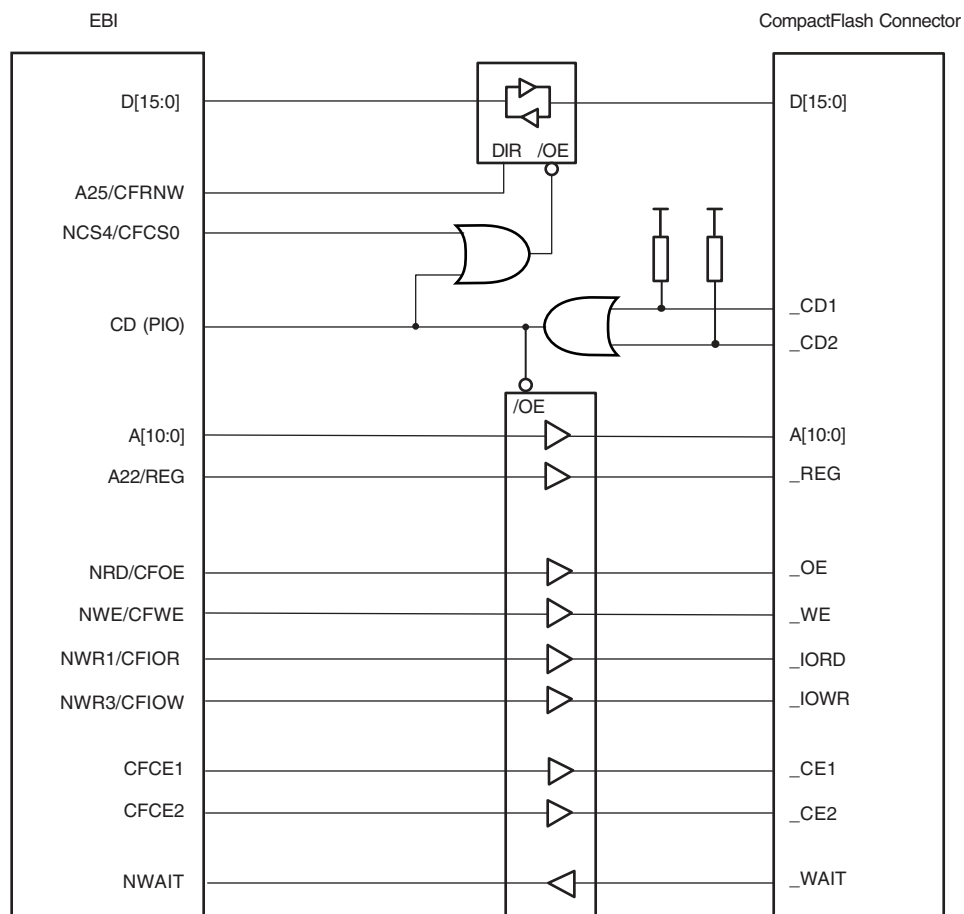 EBI
CompactFlash Connector
D[15:0]
D[15:0]
DIR /OE
A25/CFRNW
NCS4/CFCS0
_CD1
CD (PIO)
_CD2
/OE
A[10:0]
A[10:0]
A22/REG
_REG
NRD/CFOE
_OE
NWE/CFWE
_WE
NWR1/CFIOR
_IORD
NWR3/CFIOW
_IOWR
CFCE1
_CE1
CFCE2
_CE2
NWAIT
_WAIT